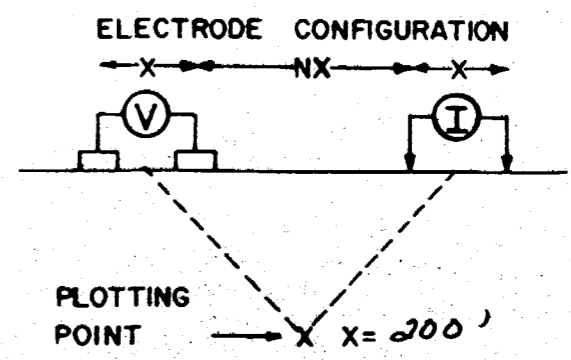 ELECTRODE CONFIGURATION
X NX X
V I
PLOTTING
POINT X X= 200'